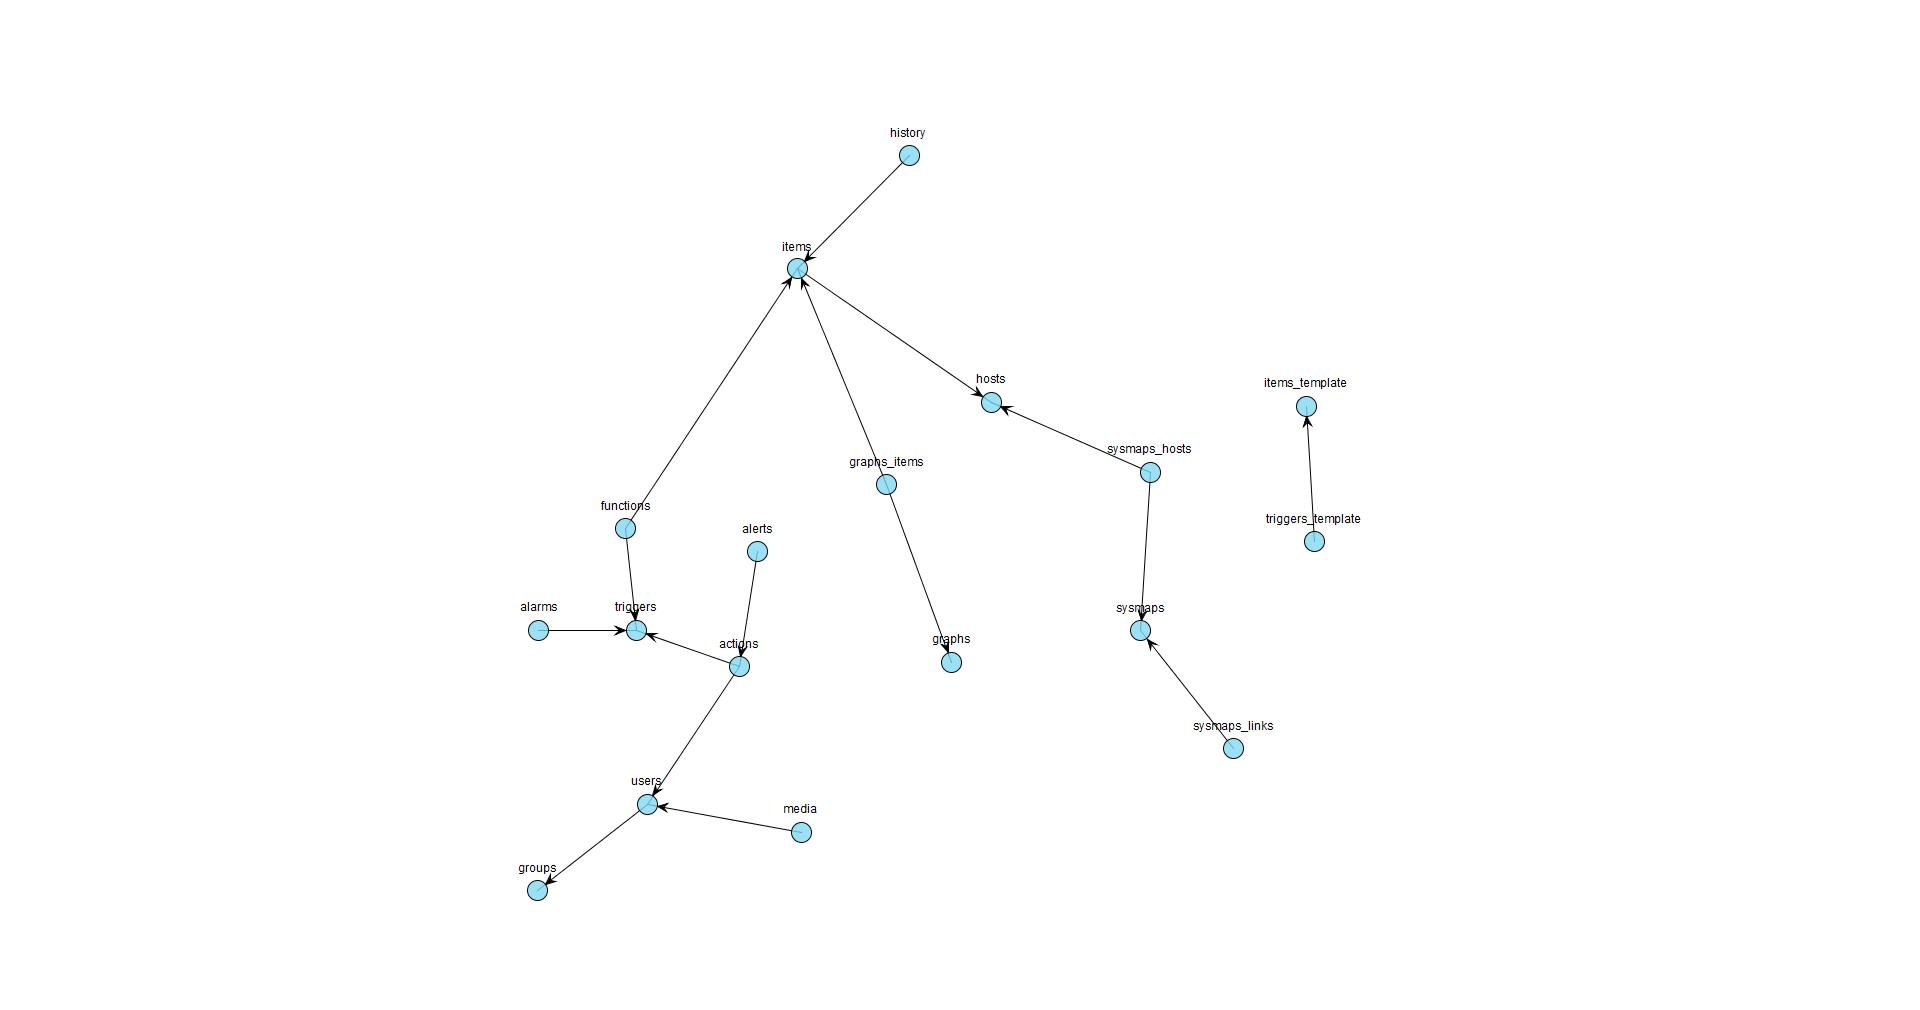 history
items
hosts
items_template
sysmaps_hosts
graphs_items
functions
triggers_template
alerts
alarms
triggers
sysmaps
graphs
actions
sysmaps_links
users
media
groups